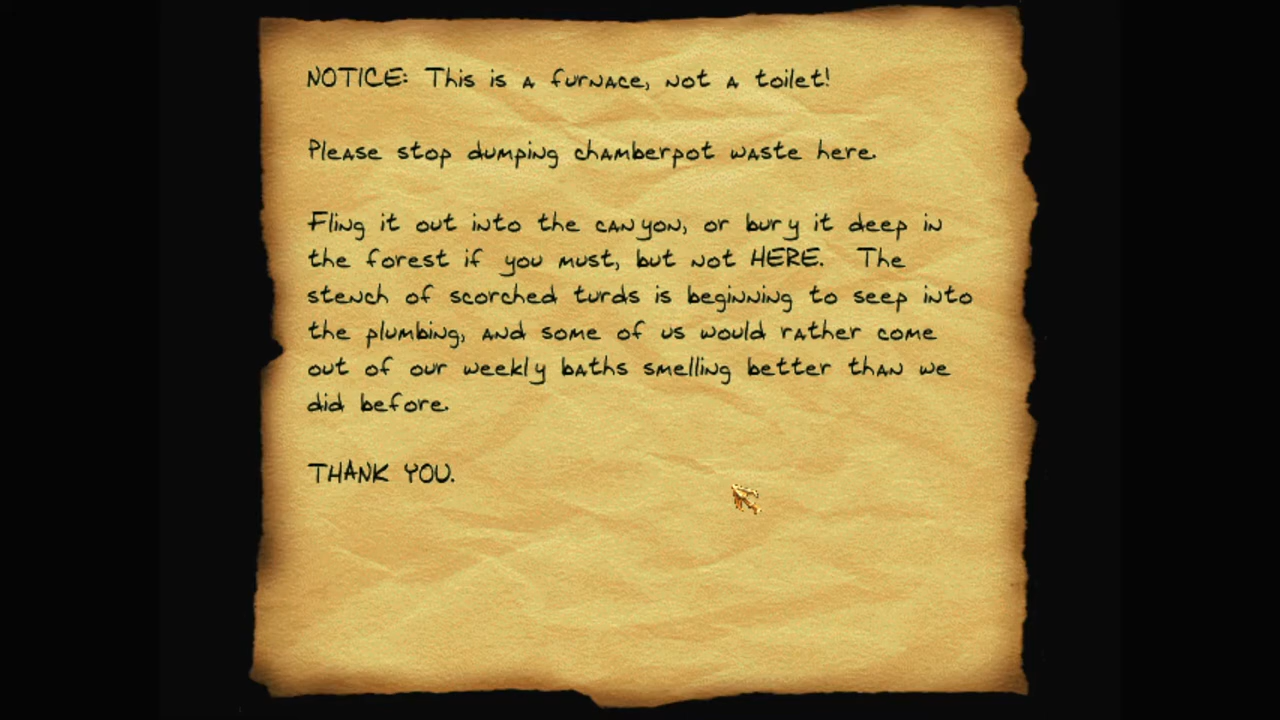 NOTICE: This is a furnace, not a toilet!
Please stop dumping chamberpot waste here.
Fling it out into the canyon, or bury it deep in
the forest if you must, but not HERE. The
stench of scorched turds is beginning to seep into
the plumbing, and some of us would rather come
out of our weekly baths smelling better than we
did before.
THANK YOU.